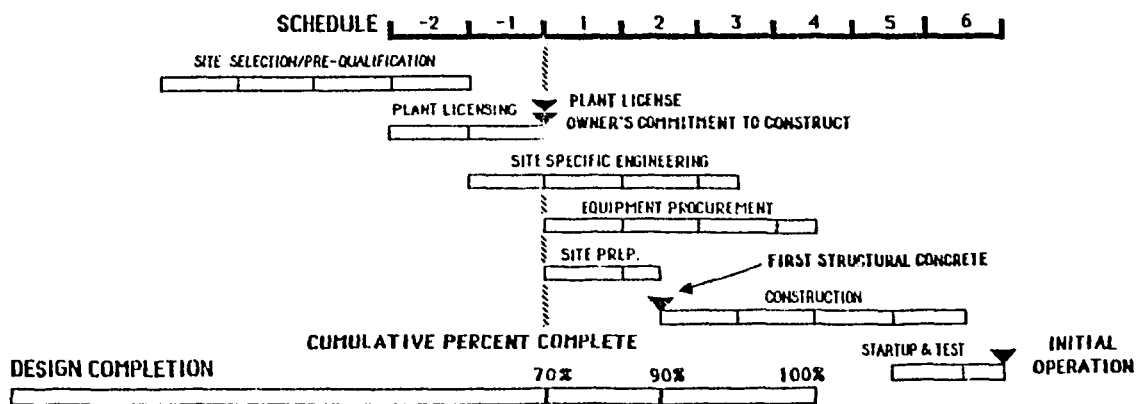 SCHEDULE -2 -1 1 2 3 4 5 6
SITE SELECTION/PRE-QUALIFICATION
PLANT LICENSING
PLANT LICENSE
OWNER'S COMMITMENT TO CONSTRUCT
SITE SPECIFIC ENGINEERING
EQUIPMENT PROCUREMENT
SITE PREP.
FIRST STRUCTURAL CONCRETE
CONSTRUCTION
CUMULATIVE PERCENT COMPLETE
STARTUP & TEST
INITIAL
OPERATION
DESIGN COMPLETION
70% 90% 100%